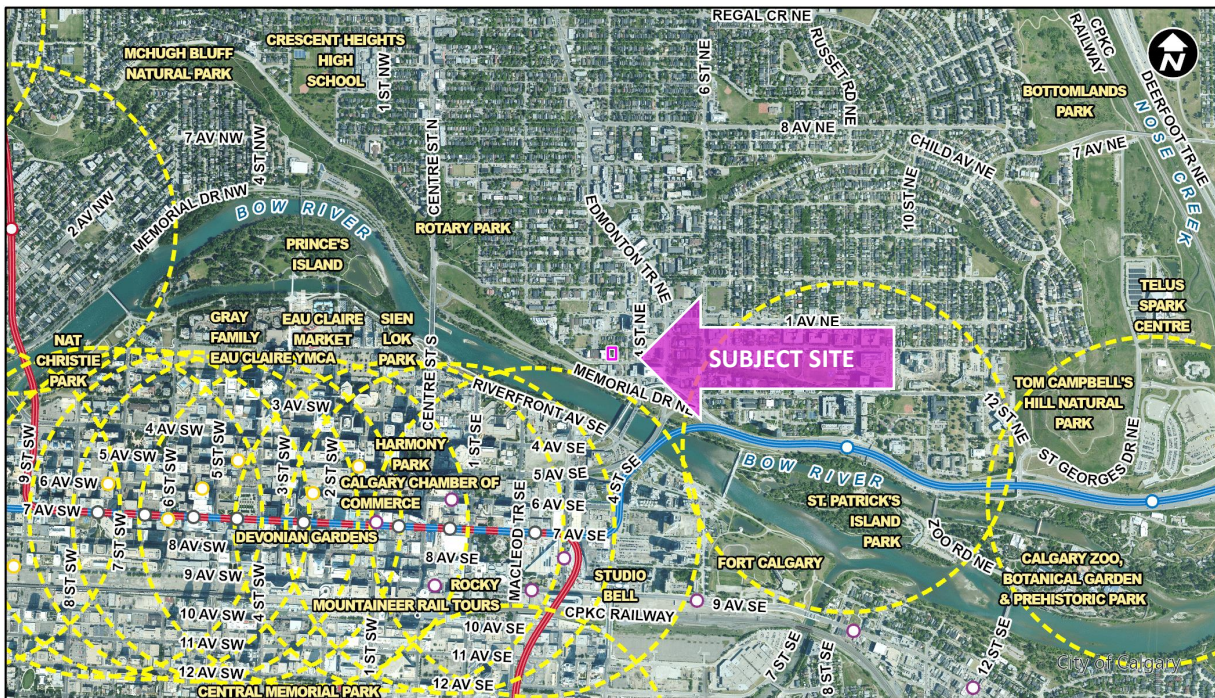 REGAL CR NE
CRESCENT HEIGHTS
HIGH
SCHOOL
MCHUGH BLUFF
NATURAL PARK
1 ST NW
RUSSET RD NE
6 ST NE
CPKC
RAILWAY
DEERFOOT TR NE
N
BOTTOMLANDS
PARK
NOSE CREEK
7 AV NW
4 ST NW
CENTRE ST N
8 AV NE
CHILD AV NE
7 AV NE
2 AV NW
MEMORIAL DR NW
BOW RIVER
ROTARY PARK
EDMONTON TR NE
10 ST NE
PRINCE'S
ISLAND
TELUS
SPARK
CENTRE
GRAY
FAMILY
EAU CLAIRE YMCA
EAU CLAIRE
MARKET
SIEN
LOK
PARK
4 ST NE
1 AV NE
SUBJECT SITE
NAT
CHRISTIE
PARK
CENTRE ST S
RIVERFRONT AV SE
MEMORIAL DR NE
12 ST NE
TOM CAMPBELL'S
HILL NATURAL
PARK
ST GEORGES DR NE
3 AV SW
4 AV SW
5 AV SW
6 AV SW
7 AV SW
9 ST SW
8 ST SW
7 ST SW
6 ST SW
5 ST SW
4 ST SW
3 ST SW
2 ST SW
HARMONY
PARK
1 ST SE
4 AV SE
5 AV SE
6 AV SE
7 AV SE
4 ST SE
CALGARY CHAMBER OF
COMMERCE
MACLEOD TR SE
BOW RIVER
ST. PATRICK'S
ISLAND
PARK
ZOO RD NE
DEVONIAN GARDENS
8 AV SW
8 AV SE
9 AV SW
ROCKY
MOUNTAINEER RAIL TOURS
STUDIO
BELL
FORT CALGARY
CALGARY ZOO,
BOTANICAL GARDEN
& PREHISTORIC PARK
CPKC RAILWAY
9 AV SE
10 AV SW
10 AV SE
11 AV SW
11 AV SE
12 AV SW
12 AV SE
1 ST SW
7 ST SE
8 ST SE
12 ST SE
CENTRAL MEMORIAL PARK
City of Calgary